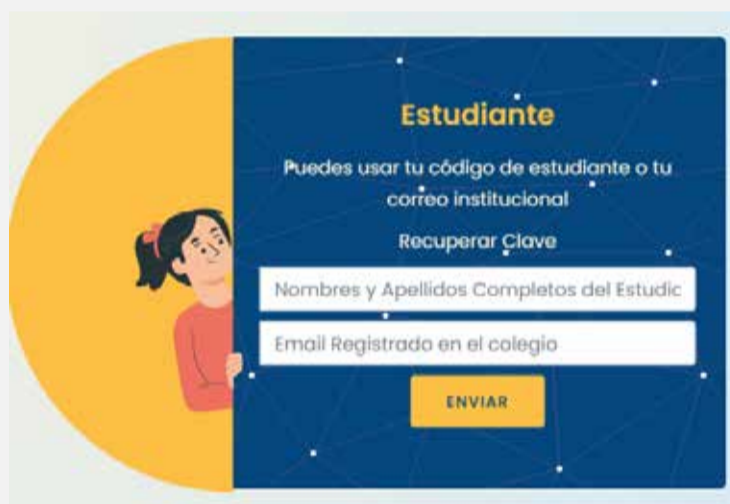 Estudiante
Puedes usar tu código de estudiante o tu
correo institucional
Recuperar Clave
Nombres y Apellidos Completos del Estudic
Email Registrado en el colegio
ENVIAR